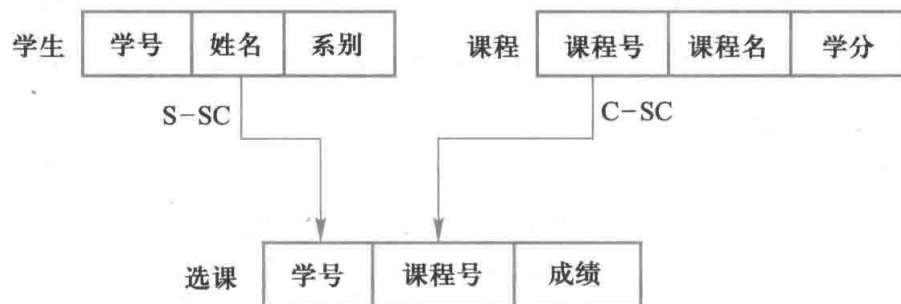 学生 学号 姓名 系别 课程 课程号 课程名 学分
S-SC C-SC
选课 学号 课程号 成绩